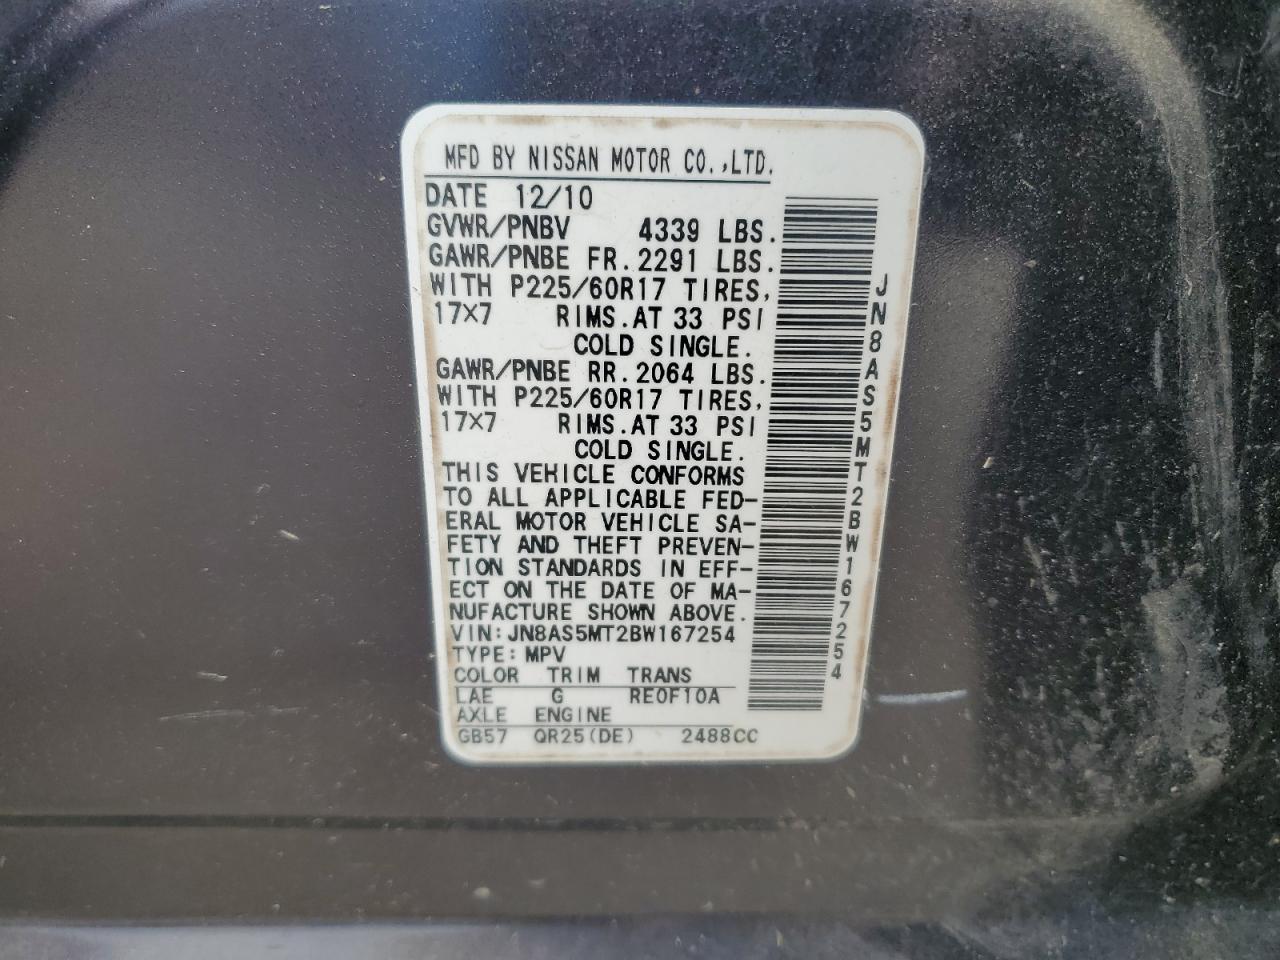 MFD BY NISSAN MOTOR CO.,LTD.
DATE 12/10
GVWR/PNBV 4339 LBS.
GAWR/PNBE FR.2291 LBS.
WITH P225/60R17 TIRES,
17×7 RIMS.AT 33 PSI
COLD SINGLE.
GAWR/PNBE RR.2064 LBS.
WITH P225/60R17 TIRES,
17×7 RIMS.AT 33 PSI
COLD SINGLE.
THIS VEHICLE CONFORMS
TO ALL APPLICABLE FED-
ERAL MOTOR VEHICLE SA-
FETY AND THEFT PREVEN-
TION STANDARDS IN EFF-
ECT ON THE DATE OF MA-
NUFACTURE SHOWN ABOVE.
VIN:JN8AS5MT2BW167254
TYPE:MPV
COLOR TRIM TRANS
LAE G RE0F10A
AXLE ENGINE
GB57 QR25(DE) 2488CC
JN8AS5MT2BW167254